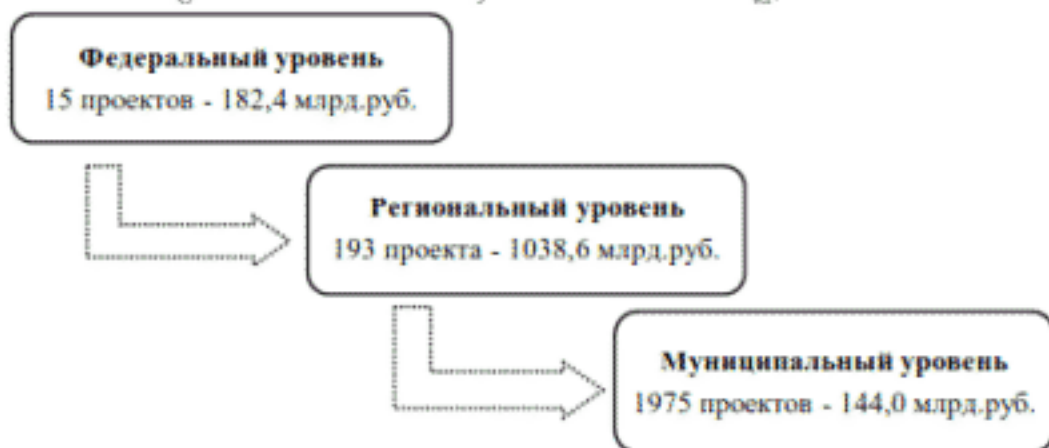 Федеральный уровень
15 проектов - 182,4 млрд.руб.
Региональный уровень
193 проекта - 1038,6 млрд.руб.
Муниципальный уровень
1975 проектов - 144,0 млрд.руб.